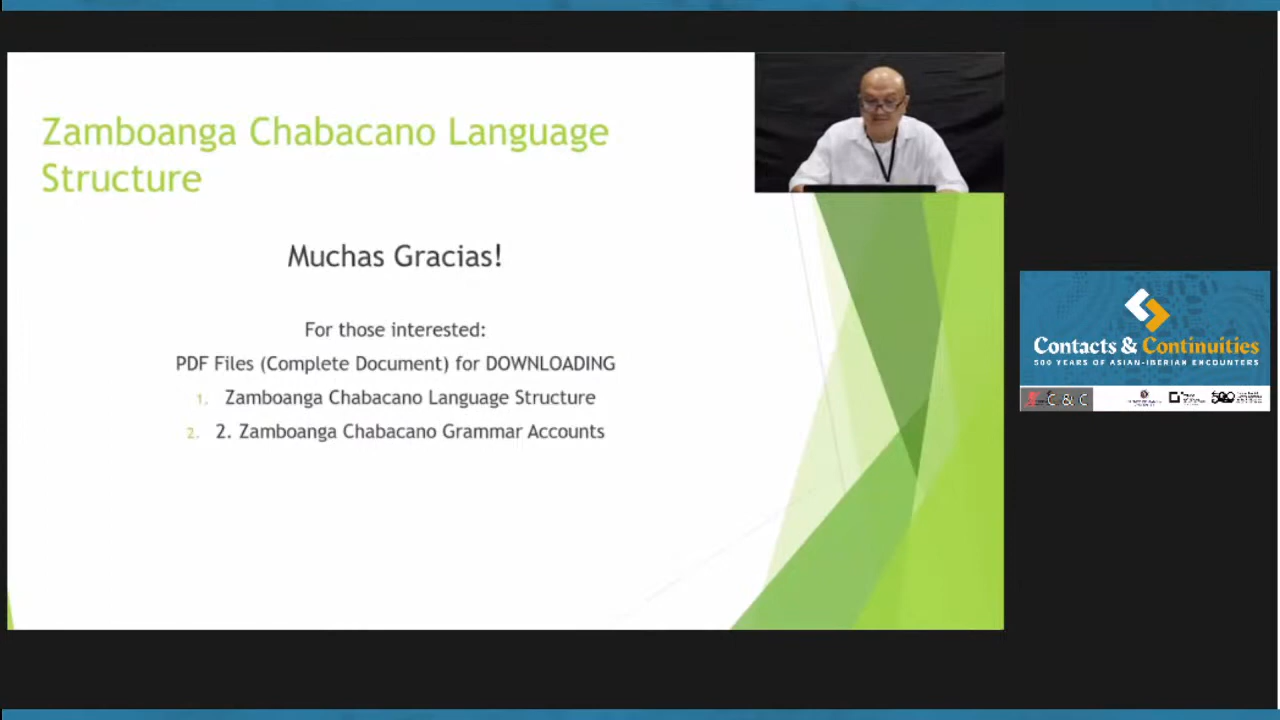 Zamboanga Chabacano Language
Structure
Muchas Gracias!
For those interested:
PDF Files (Complete Document) for DOWNLOADING
1. Zamboanga Chabacano Language Structure
2. 2. Zamboanga Chabacano Grammar Accounts
Contacts & Continuities
500 YEARS OF ASIAN-IBERIAN ENCOUNTERS
C & C
500